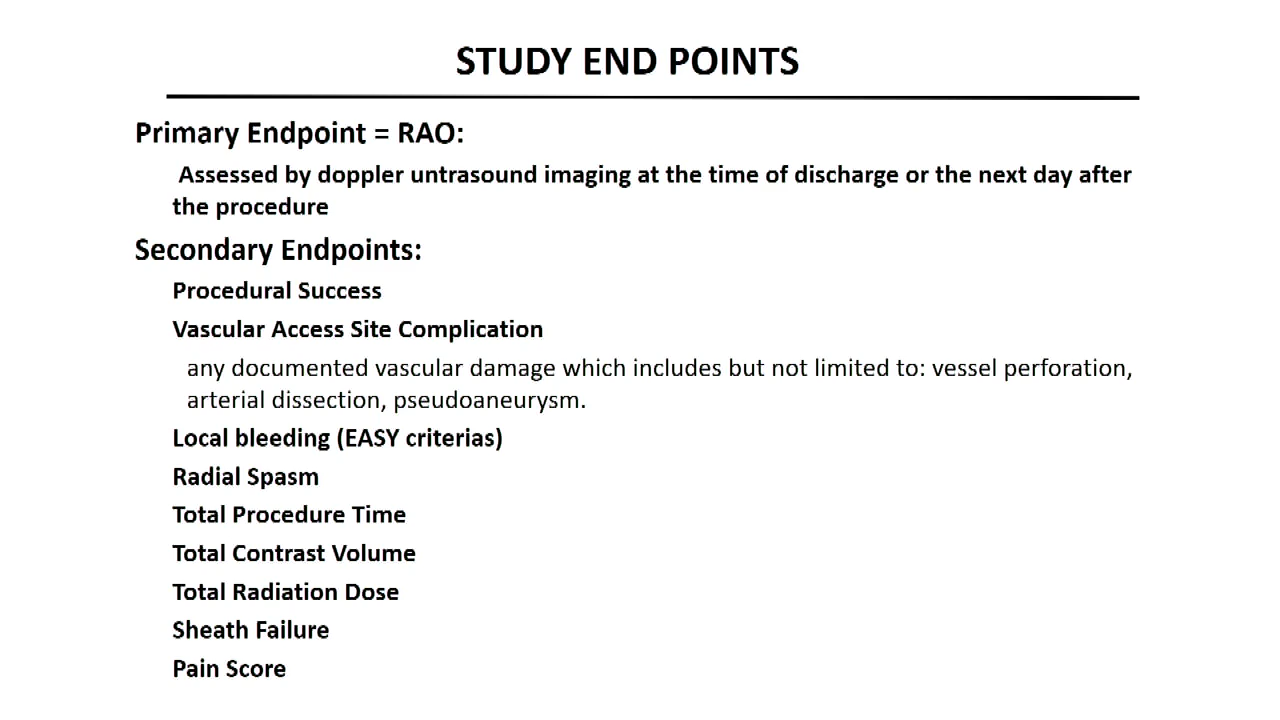 STUDY END POINTS
Primary Endpoint = RAO:
Assessed by doppler untrasound imaging at the time of discharge or the next day after
the procedure
Secondary Endpoints:
Procedural Success
Vascular Access Site Complication
any documented vascular damage which includes but not limited to: vessel perforation,
arterial dissection, pseudoaneurysm.
Local bleeding (EASY criterias)
Radial Spasm
Total Procedure Time
Total Contrast Volume
Total Radiation Dose
Sheath Failure
Pain Score